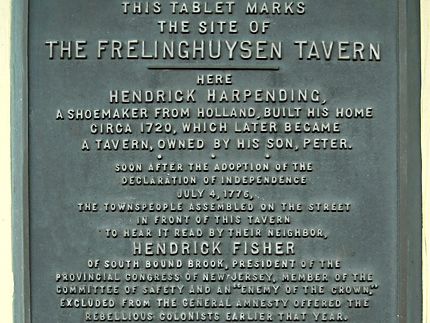 THIS TABLET MARKS
THE SITE OF
THE FRELINGHUYSEN TAVERN
HERE
HENDRICK HARPENDING,
A SHOEMAKER FROM HOLLAND, BUILT HIS HOME
CIRCA 1720, WHICH LATER BECAME
A TAVERN, OWNED BY HIS SON, PETER.
SOON AFTER THE ADOPTION OF THE
DECLARATION OF INDEPENDENCE
JULY 4, 1776,
THE TOWNSPEOPLE ASSEMBLED ON THE STREET
IN FRONT OF THIS TAVERN
TO HEAR IT READ BY THEIR NEIGHBOR,
HENDRICK FISHER
OF SOUTH BOUND BROOK, PRESIDENT OF THE
PROVINCIAL CONGRESS OF NEW JERSEY, MEMBER OF THE
COMMITTEE OF SAFETY AND AN "ENEMY OF THE CROWN,"
EXCLUDED FROM THE GENERAL AMNESTY OFFERED THE
REBELLIOUS COLONISTS EARLIER THAT YEAR.